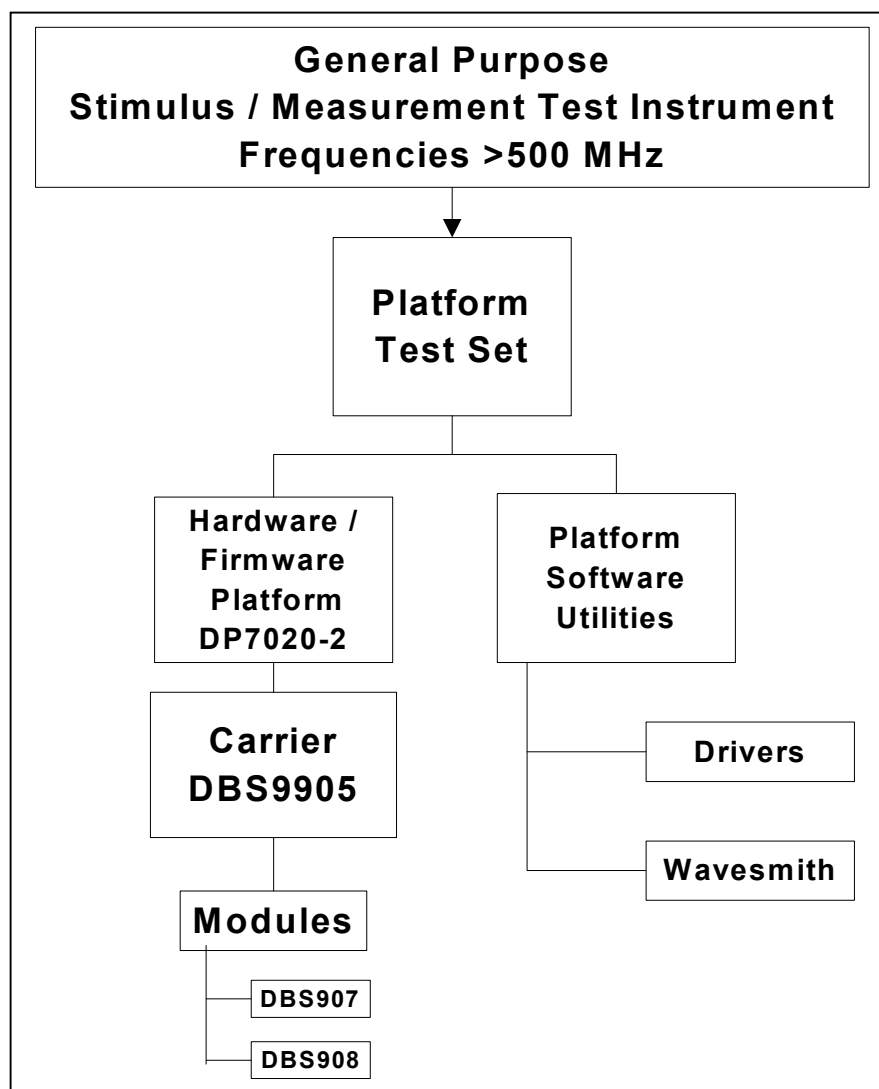 General Purpose
Stimulus / Measurement Test Instrument
Frequencies >500 MHz
Platform
Test Set
Hardware /
Firmware
Platform
DP7020-2
Platform
Software
Utilities
Carrier
DBS9905
Drivers
Wavesmith
Modules
DBS907
DBS908